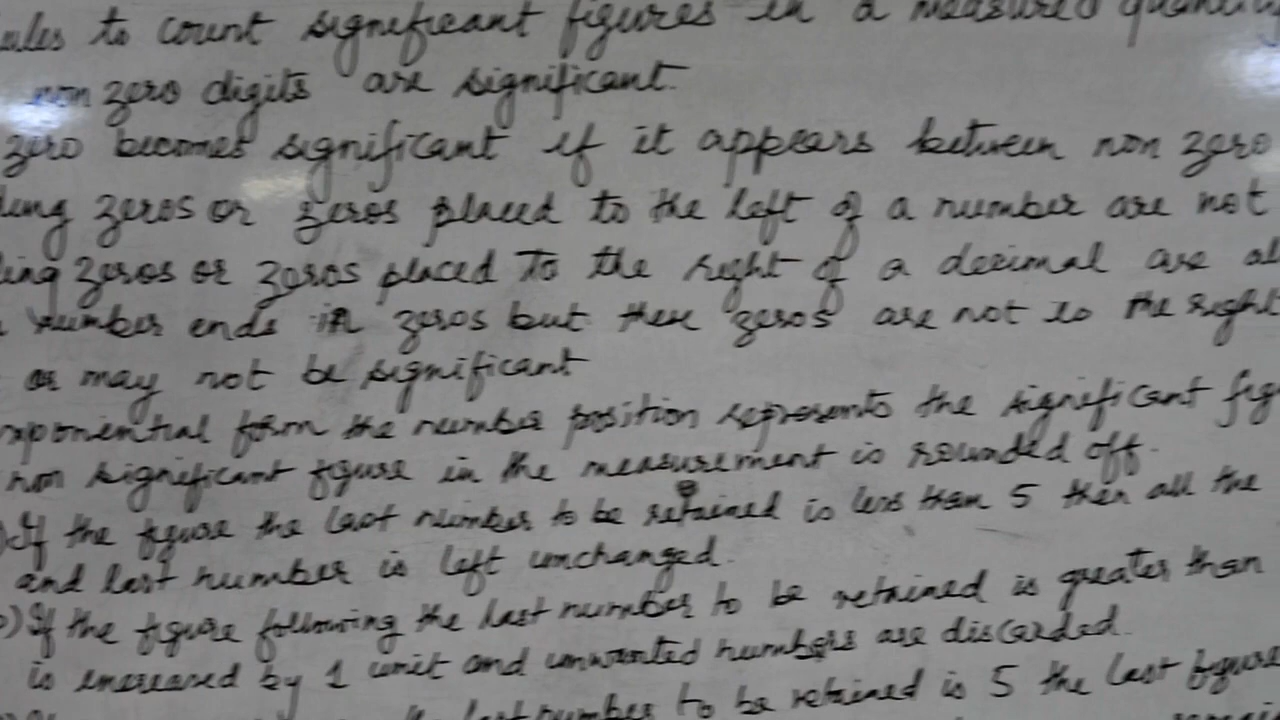 ules to count significant figures in a measured quantity
non zero digits are significant.
zero becomes significant if it appears between non zero
ding zeros or zeros placed to the left of a number are not
ling zeros or zeros placed to the right of a decimal are al
number ends in zeros but these zeros are not to the right
or may not be significant
xponential form the number position represents the significant fig
non significant figure in the measurement is rounded off.
) If the figure the last number to be retained is less than 5 then all the
and last number is left unchanged.
) If the figure following the last number to be retained is greater than
is increased by 1 unit and unwanted numbers are discarded.
last number to be retained is 5 the last figure